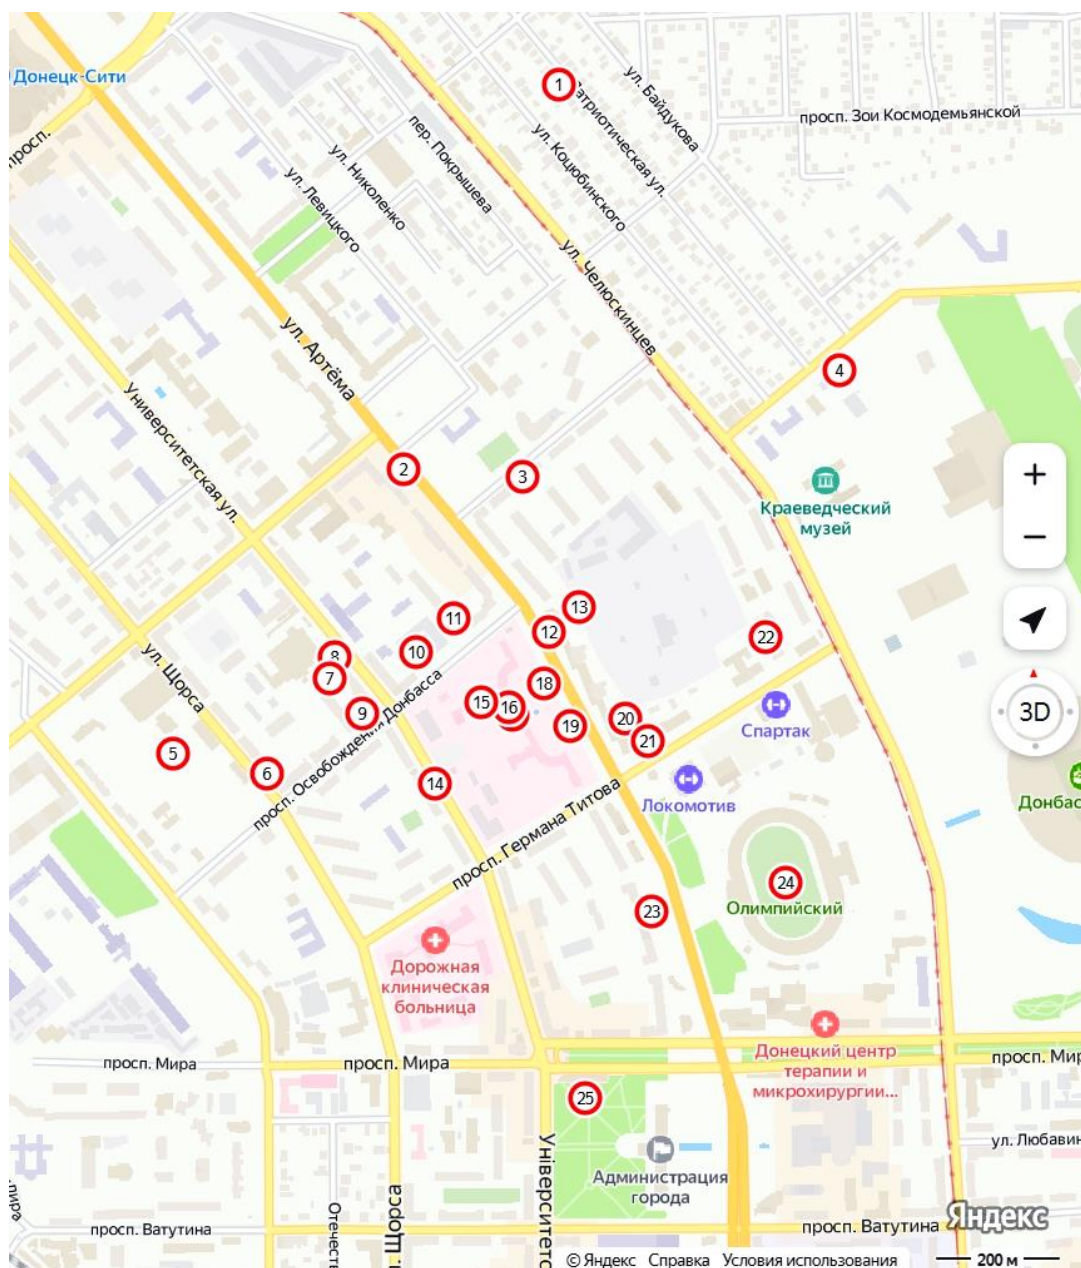 Донецк-Сити
1
ул. Байдукова
Патриотическая ул.
просп. Зои Космодемьянской
просп.
пер. Покрышева
ул. Коцюбинского
ул. Николенко
ул. Левицкого
ул. Челюскинцев
ул. Артёма
4
Университетская ул.
2
3
Краеведческий
музей
+
−
13
11
12
22
10
8
7
ул. Щорса
18
15
16
9
20
19
21
3D
Спартак
5
6
просп. Освобождения Донбасса
14
Локомотив
Донбас
просп. Германа Титова
24
Олимпийский
23
Дорожная
клиническая
больница
Донецкий центр
терапии и
микрохирургии...
просп. Мира
просп. Мира
просп. Мир
25
ул. Любавин
Администрация
города
Університетс
Отечесть
л. Щорса
просп. Ватутина
просп. Ватутина
Яндекс
© Яндекс Справка Условия использования
200 м